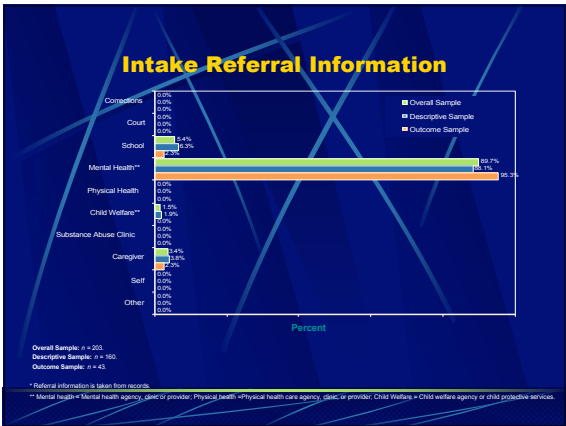 Intake Referral Information
Overall Sample
Descriptive Sample
Outcome Sample
Corrections
0.0%
0.0%
0.0%
Court
0.0%
0.0%
0.0%
School
5.4%
6.3%
2.3%
Mental Health**
89.7%
88.1%
95.3%
Physical Health
0.0%
0.0%
0.0%
Child Welfare**
1.5%
1.9%
0.0%
Substance Abuse Clinic
0.0%
0.0%
0.0%
Caregiver
3.4%
3.8%
2.3%
Self
0.0%
0.0%
0.0%
Other
0.0%
0.0%
0.0%
Percent
Overall Sample: n = 203.
Descriptive Sample: n = 160.
Outcome Sample: n = 43.
* Referral information is taken from records.
** Mental health = Mental health agency, clinic or provider; Physical health =Physical health care agency, clinic, or provider; Child Welfare = Child welfare agency or child protective services.